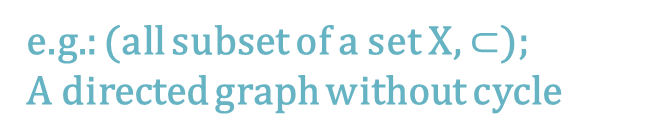 e.g.: (all subset of a set X, ⊂);
A directed graph without cycle